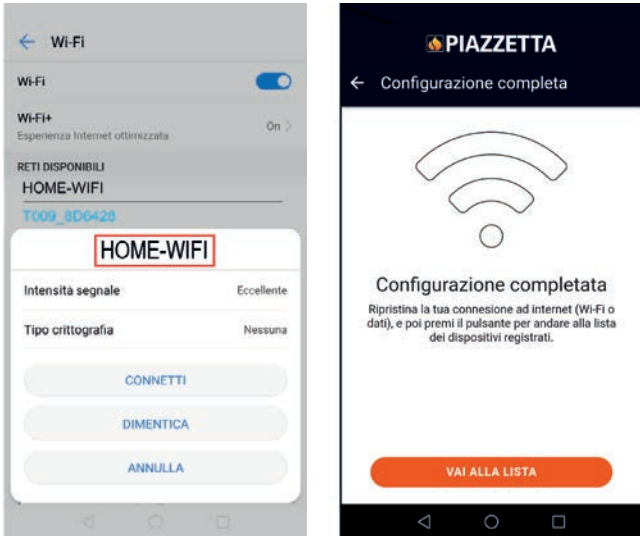 Wi-Fi
Wi-Fi
Wi-Fi+
Esperienza Internet ottimizzata
On
RETI DISPONIBILI
HOME-WIFI
T009_8D6428
HOME-WIFI
Intensità segnale
Eccellente
Tipo crittografia
Nessuna
CONNETTI
DIMENTICA
ANNULLA
PIAZZETTA
Configurazione completa
Configurazione completata
Ripristina la tua connesione ad internet (Wi-Fi o
dati), e poi premi il pulsante per andare alla lista
dei dispositivi registrati.
VAI ALLA LISTA